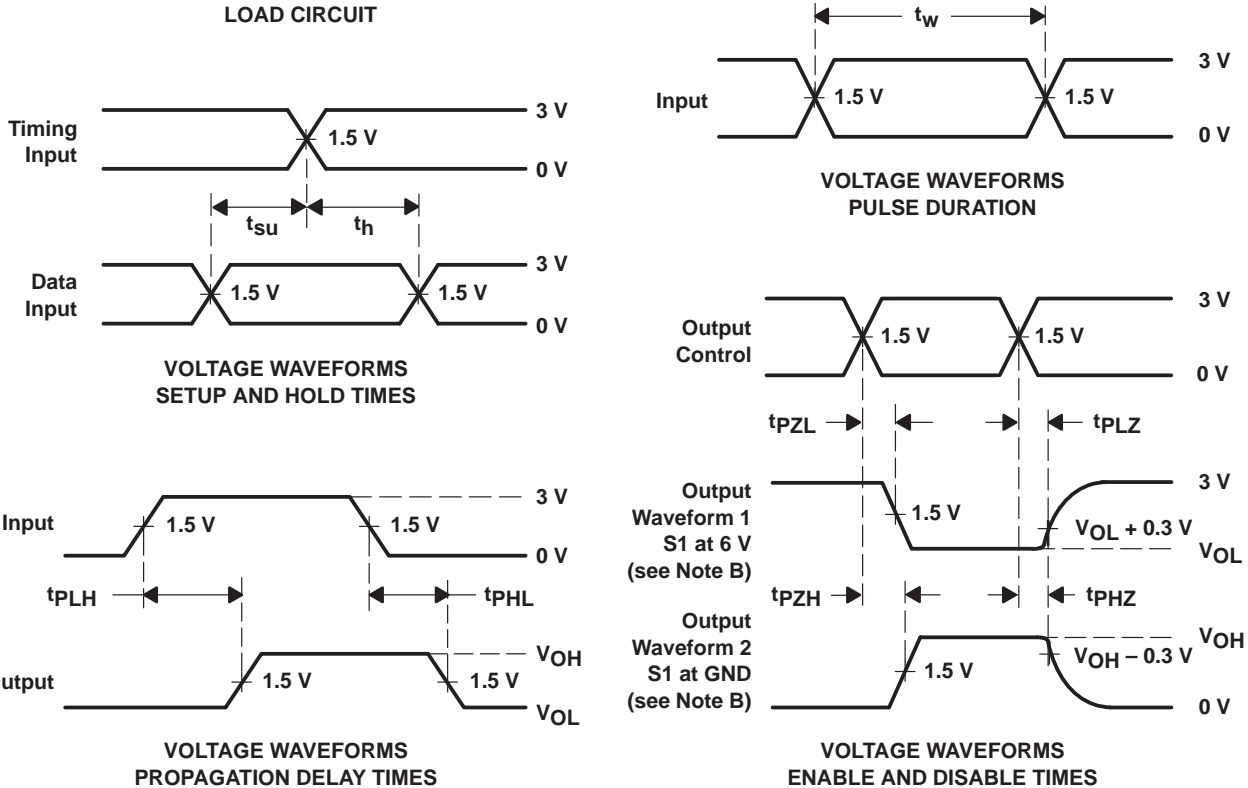 LOAD CIRCUIT
Timing
Input
3 V
1.5 V
0 V
tsu
th
Data
Input
3 V
1.5 V
1.5 V
0 V
VOLTAGE WAVEFORMS
SETUP AND HOLD TIMES
tw
Input
3 V
1.5 V
1.5 V
0 V
VOLTAGE WAVEFORMS
PULSE DURATION
Input
3 V
1.5 V
1.5 V
0 V
tPLH
tPHL
utput
VOH
1.5 V
1.5 V
VOL
VOLTAGE WAVEFORMS
PROPAGATION DELAY TIMES
Output
Control
3 V
1.5 V
1.5 V
0 V
tPZL
tPLZ
Output
Waveform 1
S1 at 6 V
(see Note B)
3 V
1.5 V
VOL + 0.3 V
VOL
tPZH
tPHZ
Output
Waveform 2
S1 at GND
(see Note B)
VOH
VOH – 0.3 V
1.5 V
0 V
VOLTAGE WAVEFORMS
ENABLE AND DISABLE TIMES